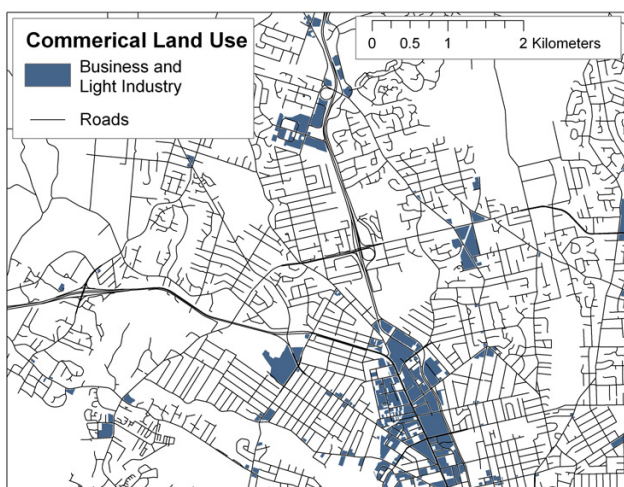 Commerical Land Use
Business and
Light Industry
Roads
0 0.5 1 2 Kilometers